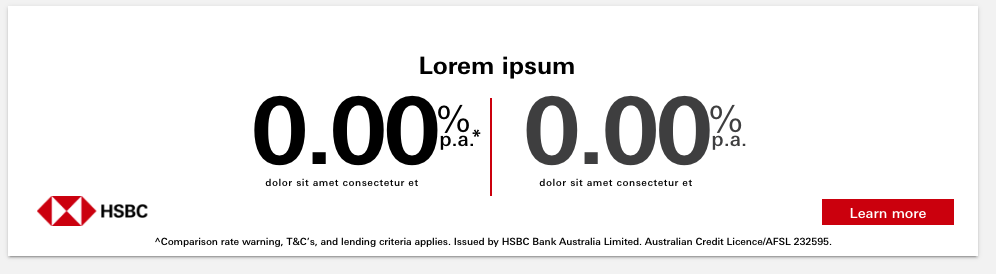 Lorem ipsum
0.00% p.a.* 0.00% p.a.
dolor sit amet consectetur et dolor sit amet consectetur et
HSBC Learn more
^Comparison rate warning, T&C's, and lending criteria applies. Issued by HSBC Bank Australia Limited. Australian Credit Licence/AFSL 232595.